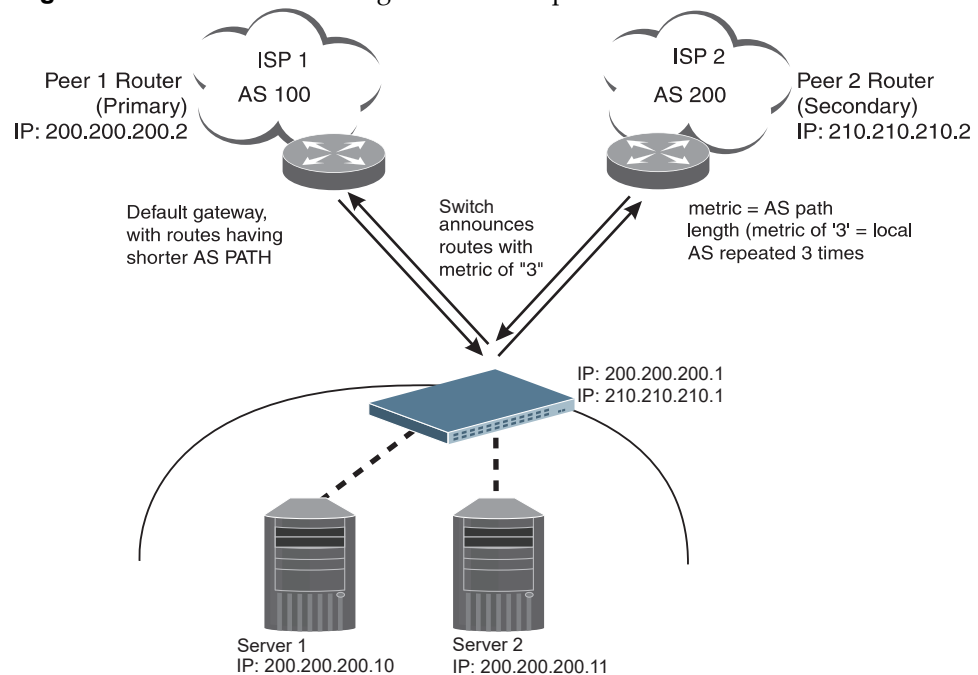 ISP 1
AS 100
Peer 1 Router
(Primary)
IP: 200.200.200.2
ISP 2
AS 200
Peer 2 Router
(Secondary)
IP: 210.210.210.2
Default gateway,
with routes having
shorter AS PATH
Switch
announces
routes with
metric of "3"
metric = AS path
length (metric of '3' = local
AS repeated 3 times
IP: 200.200.200.1
IP: 210.210.210.1
Server 1
IP: 200.200.200.10
Server 2
IP: 200.200.200.11